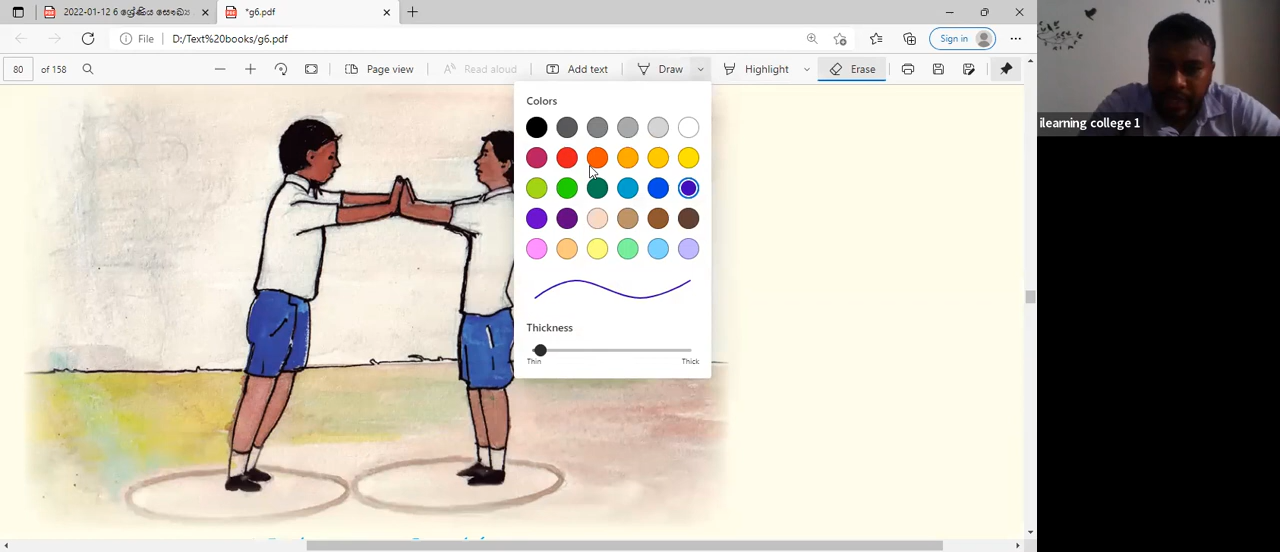 2022-01-12 6 ශ්‍රේණිය සෞඛ්‍ය
*g6.pdf
File
D:/Text%20books/g6.pdf
Sign in
80
of 158
Page view
Read aloud
Add text
Draw
Highlight
Erase
Colors
Thickness
Thin
Thick
ilearning college 1